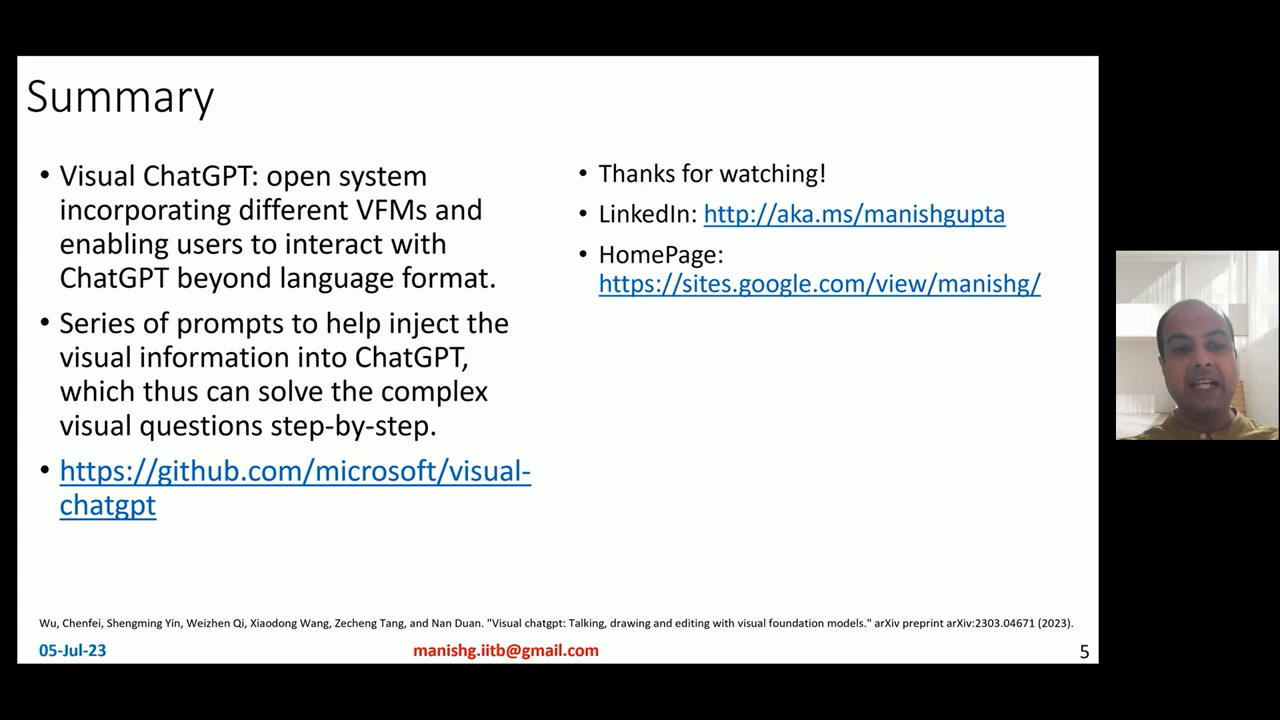 Summary
• Visual ChatGPT: open system
incorporating different VFMs and
enabling users to interact with
ChatGPT beyond language format.
• Series of prompts to help inject the
visual information into ChatGPT,
which thus can solve the complex
visual questions step-by-step.
• https://github.com/microsoft/visual-
chatgpt
• Thanks for watching!
• LinkedIn: http://aka.ms/manishgupta
• HomePage:
https://sites.google.com/view/manishg/
Wu, Chenfei, Shengming Yin, Weizhen Qi, Xiaodong Wang, Zecheng Tang, and Nan Duan. "Visual chatgpt: Talking, drawing and editing with visual foundation models." arXiv preprint arXiv:2303.04671 (2023).
05-Jul-23
manishg.iitb@gmail.com
5